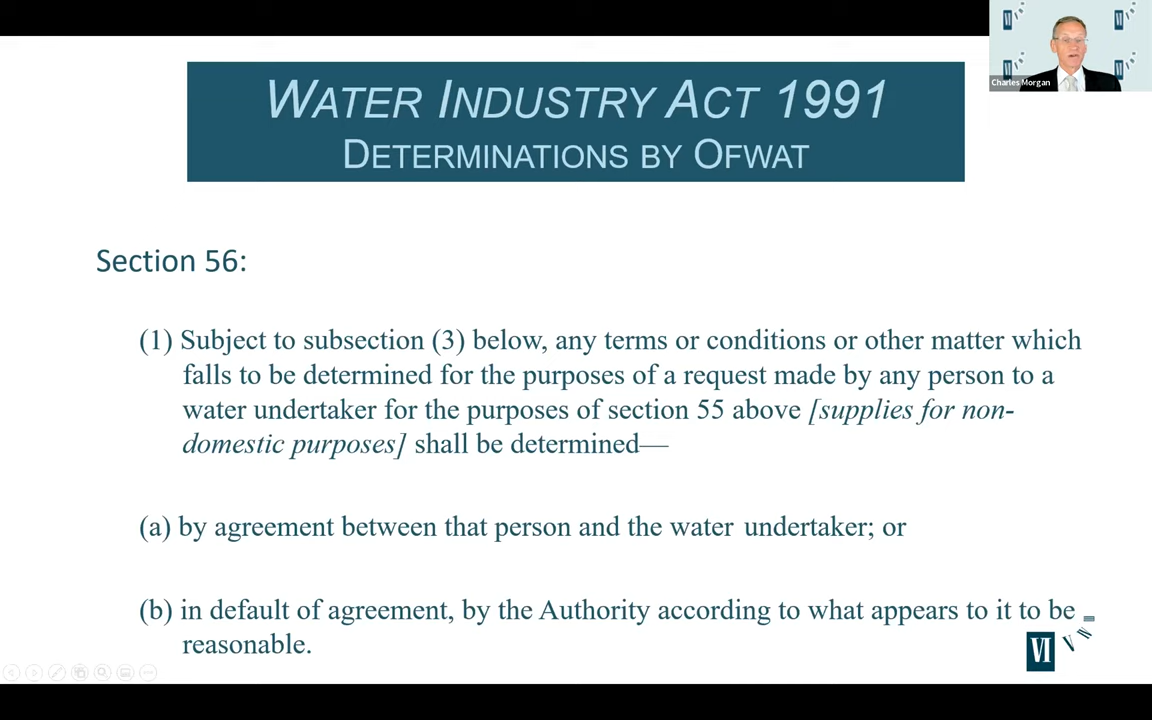 Charles Morgan
WATER INDUSTRY ACT 1991
DETERMINATIONS BY OFWAT
Section 56:
(1) Subject to subsection (3) below, any terms or conditions or other matter which
falls to be determined for the purposes of a request made by any person to a
water undertaker for the purposes of section 55 above [supplies for non-
domestic purposes] shall be determined—
(a) by agreement between that person and the water undertaker; or
(b) in default of agreement, by the Authority according to what appears to it to be
reasonable.
VI